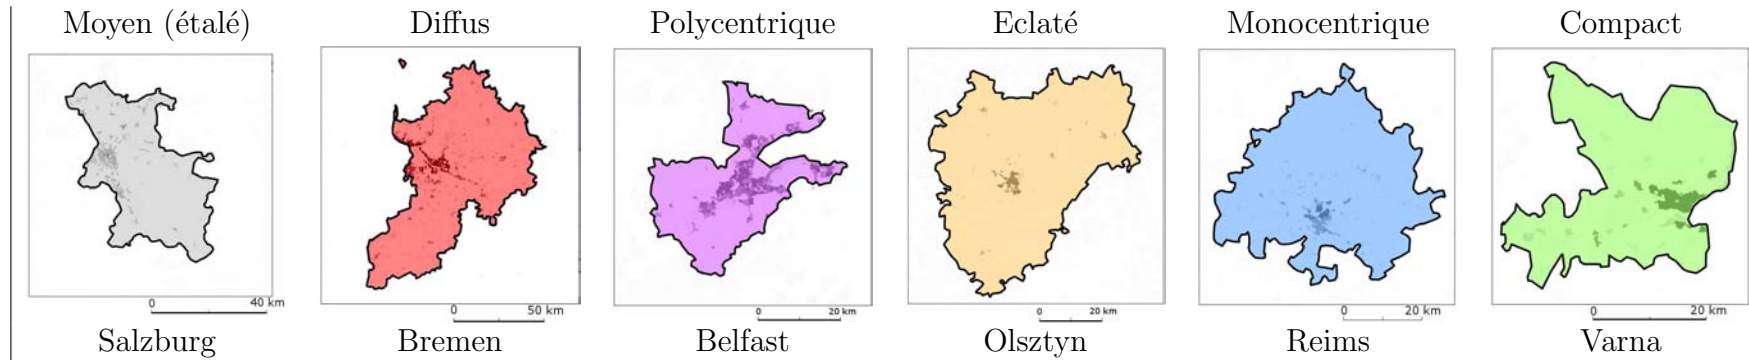 Moyen (étalé) Diffus Polycentrique Eclaté Monocentrique Compact
0 40 km 0 50 km 0 20 km 0 20 km 0 20 km 0 20 km
Salzburg Bremen Belfast Olsztyn Reims Varna